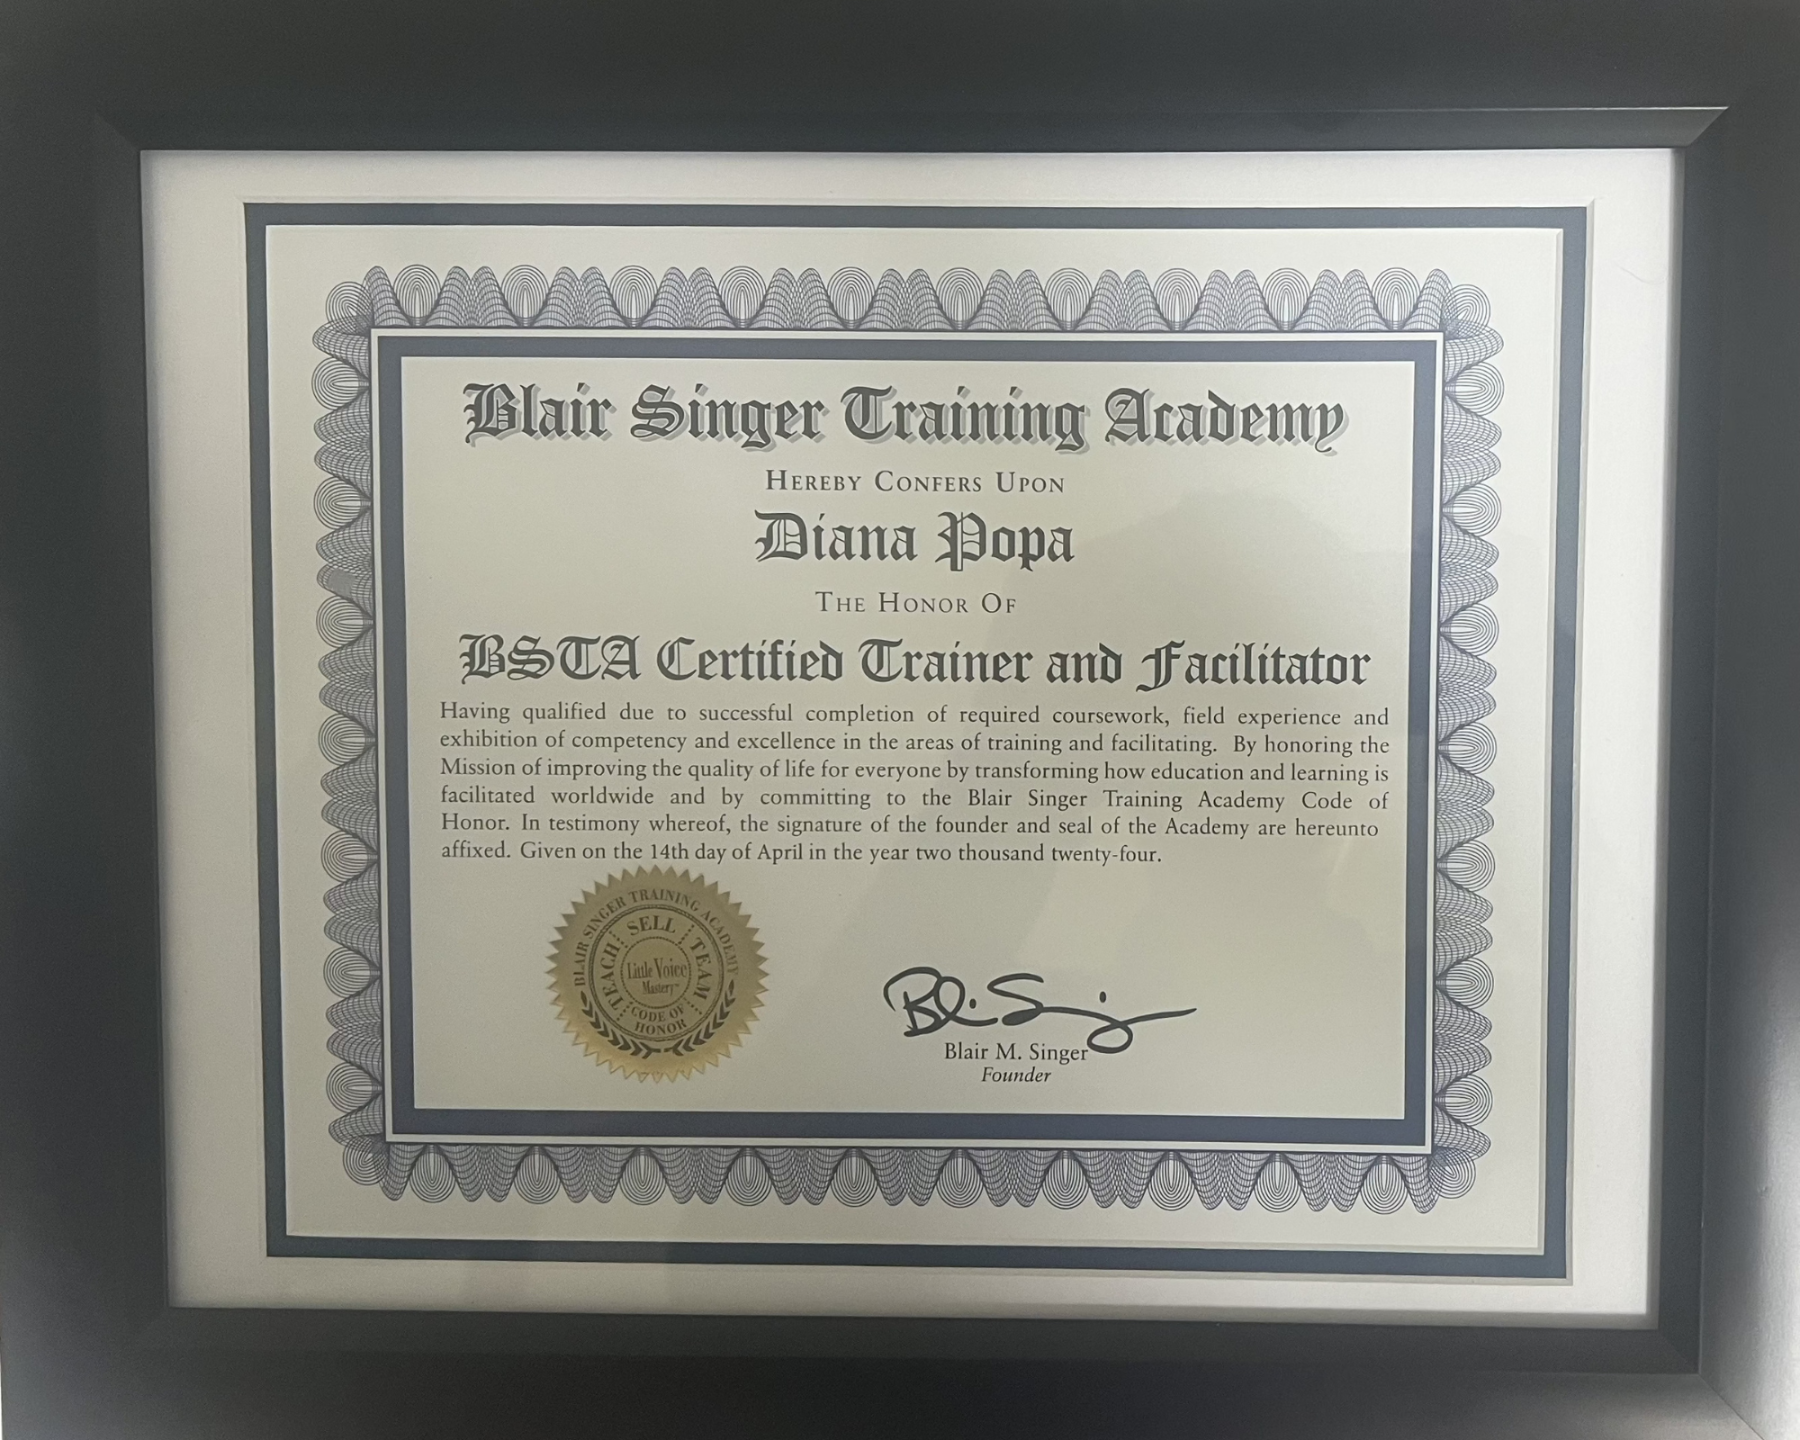 Blair Singer Training Academy
HEREBY CONFERS UPON
Diana Popa
THE HONOR OF
BSTA Certified Trainer and Facilitator
Having qualified due to successful completion of required coursework, field experience and
exhibition of competency and excellence in the areas of training and facilitating. By honoring the
Mission of improving the quality of life for everyone by transforming how education and learning is
facilitated worldwide and by committing to the Blair Singer Training Academy Code of
Honor. In testimony whereof, the signature of the founder and seal of the Academy are hereunto
affixed. Given on the 14th day of April in the year two thousand twenty-four.
BLAIR SINGER TRAINING ACADEMY
TEACH SELL TEAM
Little Voice
Mastery™
CODE OF
HONOR
Blair Singer
Blair M. Singer
Founder